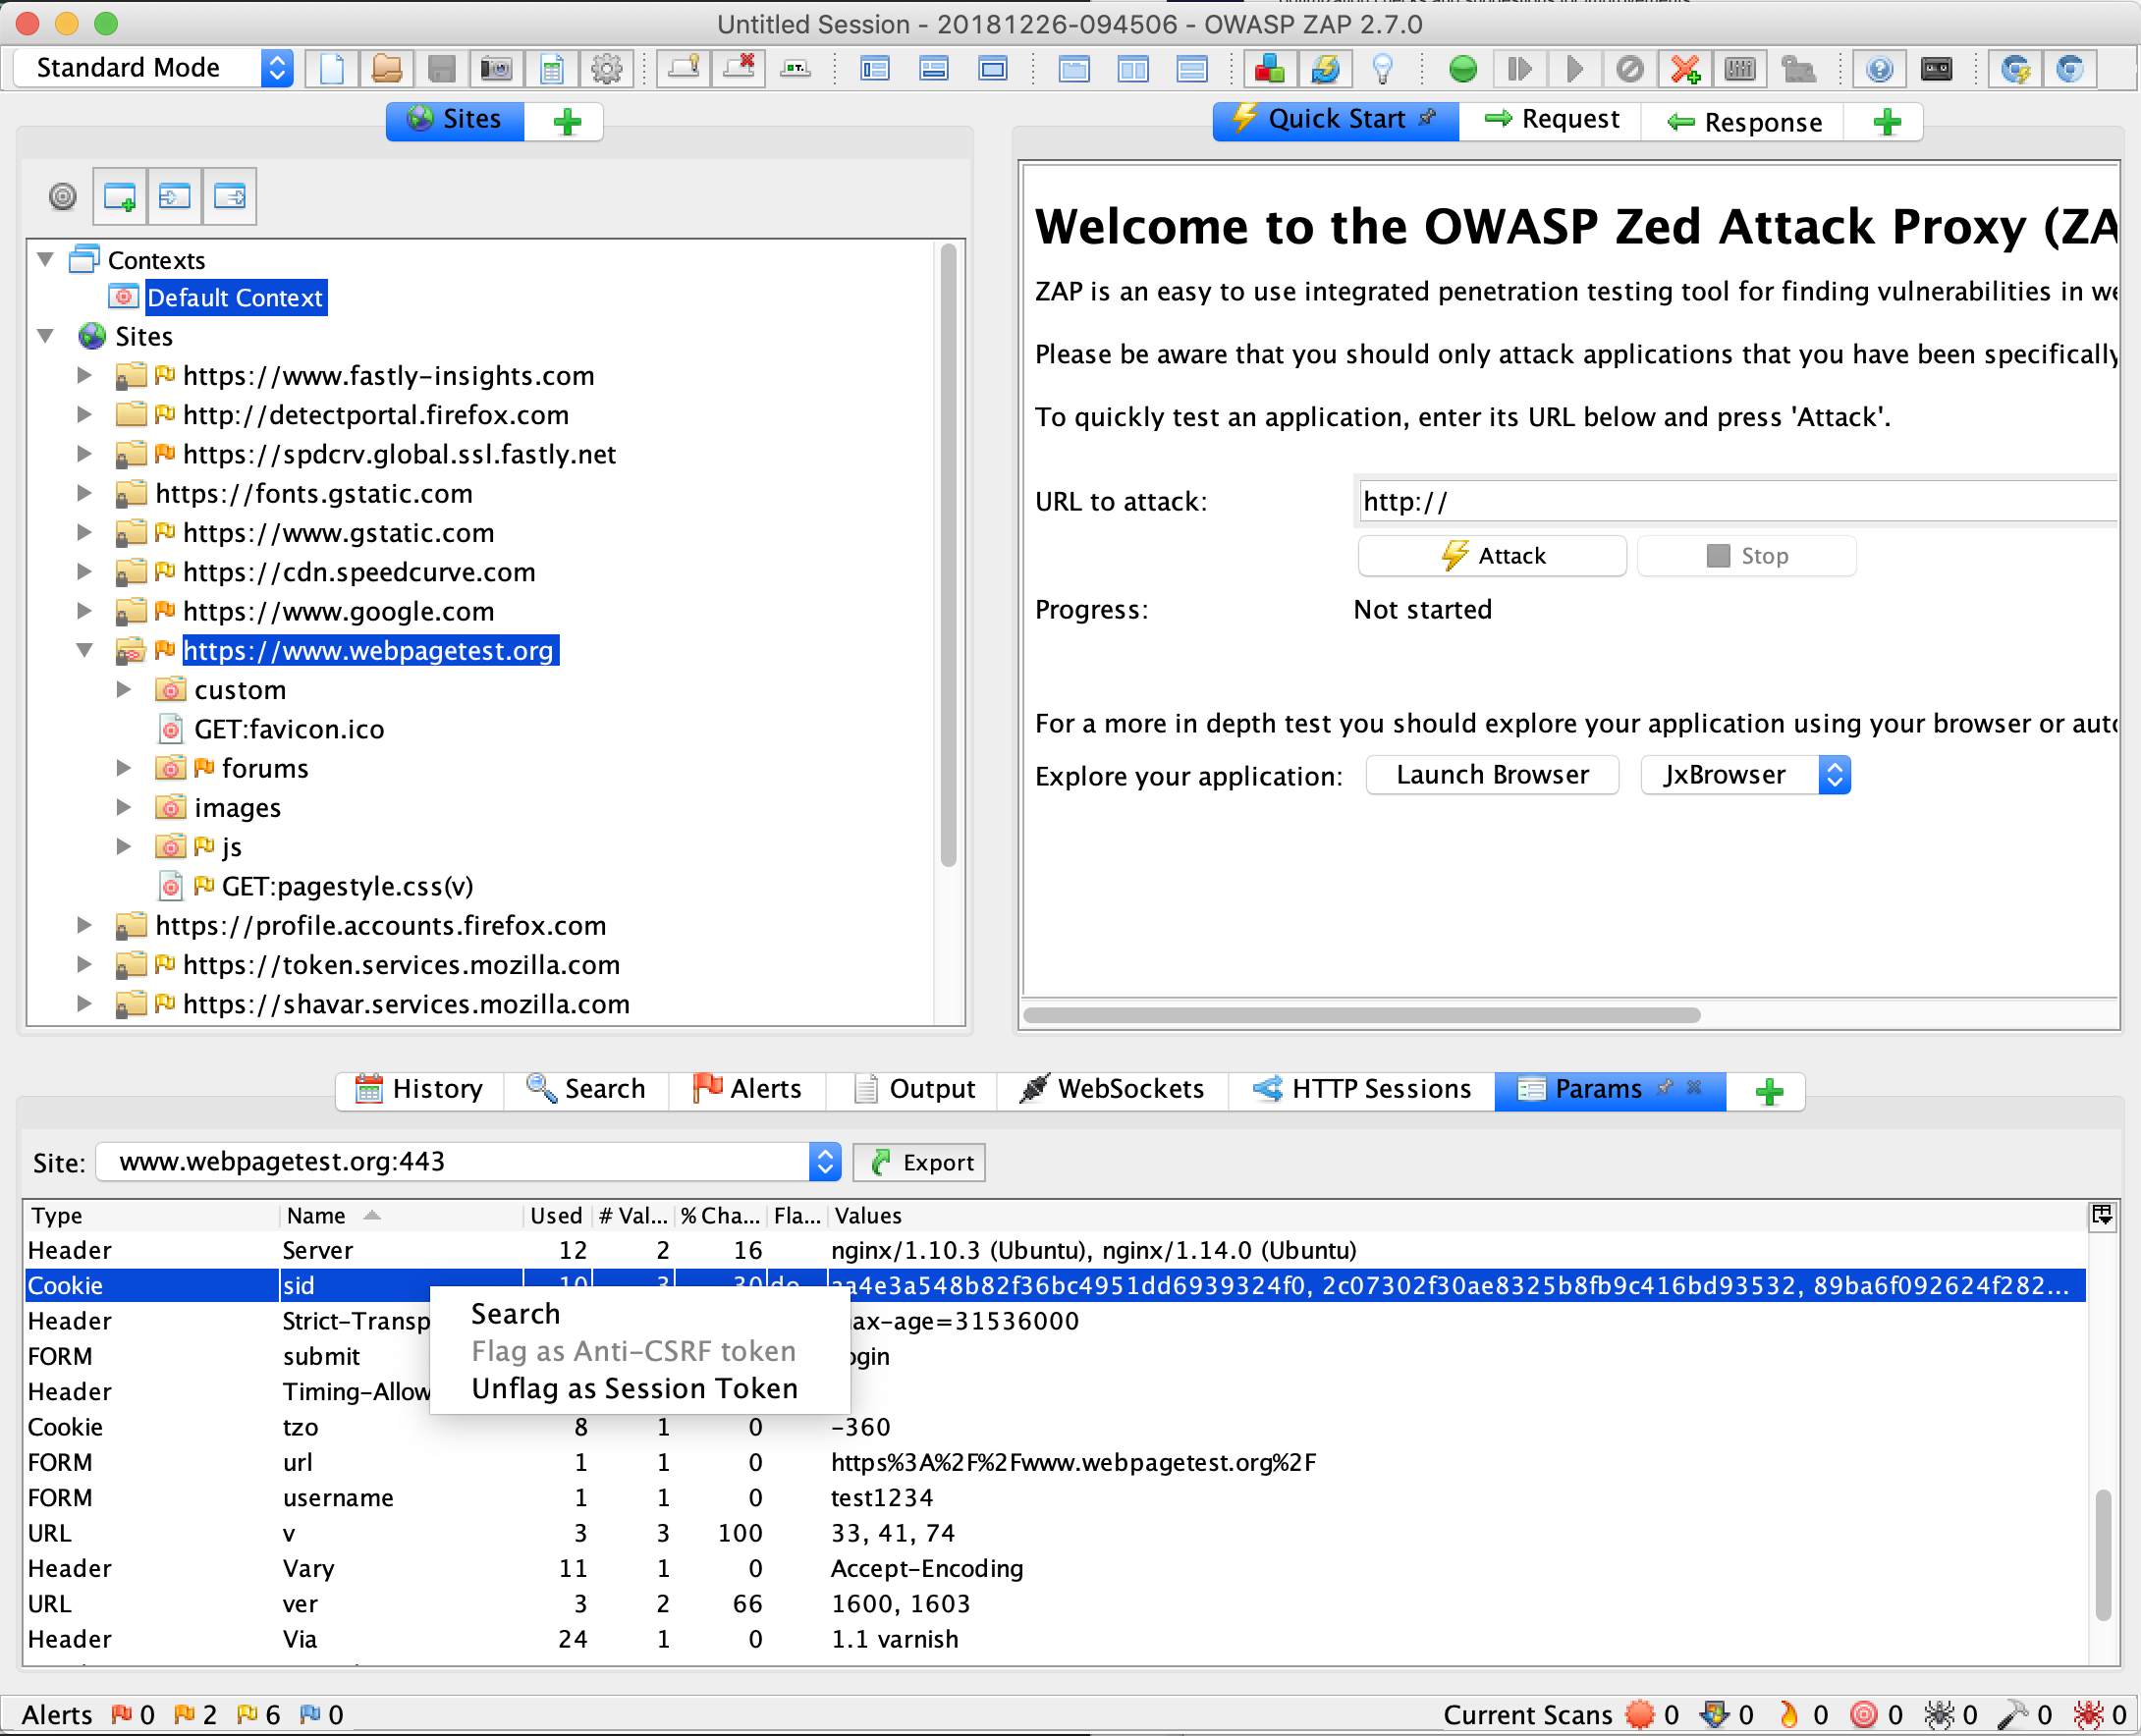 Untitled Session - 20181226-094506 - OWASP ZAP 2.7.0
Standard Mode
Sites
Quick Start
Request
Response
Contexts
Default Context
Sites
https://www.fastly-insights.com
http://detectportal.firefox.com
https://spdcrv.global.ssl.fastly.net
https://fonts.gstatic.com
https://www.gstatic.com
https://cdn.speedcurve.com
https://www.google.com
https://www.webpagetest.org
custom
GET:favicon.ico
forums
images
js
GET:pagestyle.css(v)
https://profile.accounts.firefox.com
https://token.services.mozilla.com
https://shavar.services.mozilla.com
Welcome to the OWASP Zed Attack Proxy (ZA
ZAP is an easy to use integrated penetration testing tool for finding vulnerabilities in we
Please be aware that you should only attack applications that you have been specifically
To quickly test an application, enter its URL below and press 'Attack'.
URL to attack: http://
Attack Stop
Progress: Not started
For a more in depth test you should explore your application using your browser or auto
Explore your application: Launch Browser JxBrowser
History Search Alerts Output WebSockets HTTP Sessions Params
Site: www.webpagetest.org:443 Export
Type Name Used # Val... % Cha... Fla... Values
Header Server 12 2 16 nginx/1.10.3 (Ubuntu), nginx/1.14.0 (Ubuntu)
Cookie sid 10 3 30 aa4e3a548b82f36bc4951dd6939324f0, 2c07302f30ae8325b8fb9c416bd93532, 89ba6f092624f282...
Header Strict-Transp ax-age=31536000
FORM submit ogin
Header Timing-Allow
Search
Flag as Anti-CSRF token
Unflag as Session Token
Cookie tzo 8 1 0 -360
FORM url 1 1 0 https%3A%2F%2Fwww.webpagetest.org%2F
FORM username 1 1 0 test1234
URL v 3 3 100 33, 41, 74
Header Vary 11 1 0 Accept-Encoding
URL ver 3 2 66 1600, 1603
Header Via 24 1 0 1.1 varnish
Alerts 0 2 6 0 Current Scans 0 0 0 0 0 0 0